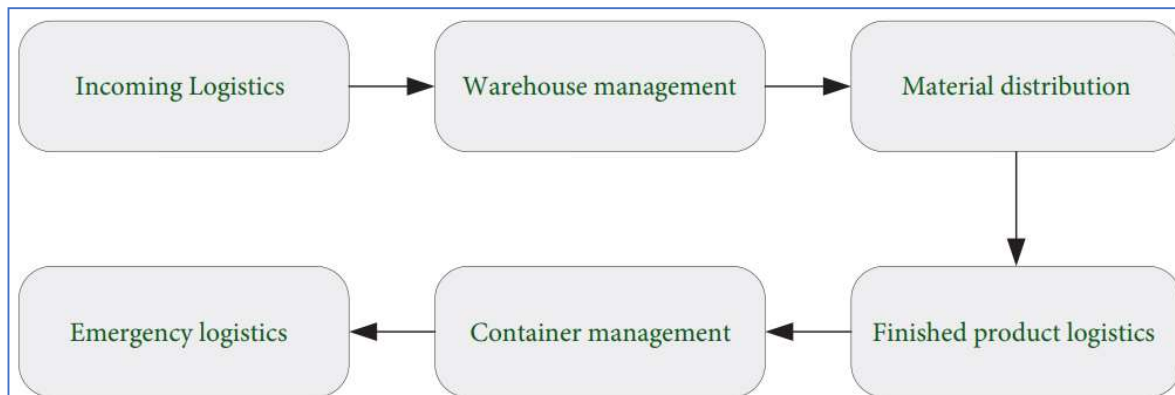 Incoming Logistics
Warehouse management
Material distribution
Finished product logistics
Container management
Emergency logistics